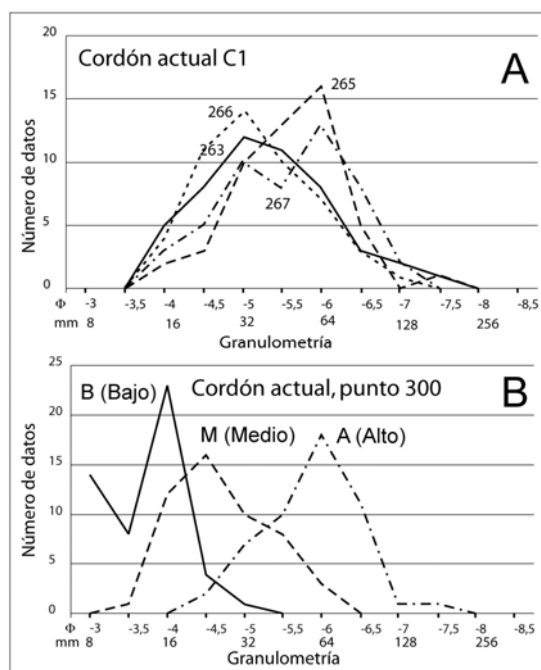 Cordón actual C1
A
Número de datos
20
15
10
5
0
265
266
263
267
Φ -3 -3,5 -4 -4,5 -5 -5,5 -6 -6,5 -7 -7,5 -8 -8,5
mm 8 16 32 64 128 256
Granulometría
Cordón actual, punto 300
B
Número de datos
25
20
15
10
5
0
B (Bajo)
M (Medio)
A (Alto)
Φ -3 -3,5 -4 -4,5 -5 -5,5 -6 -6,5 -7 -7,5 -8 -8,5
mm 8 16 32 64 128 256
Granulometría